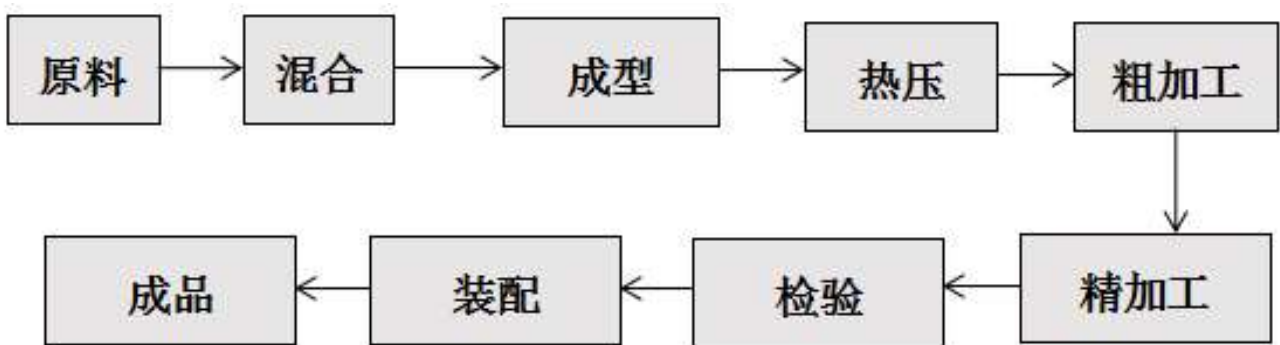 原料
混合
成型
热压
粗加工
精加工
检验
装配
成品